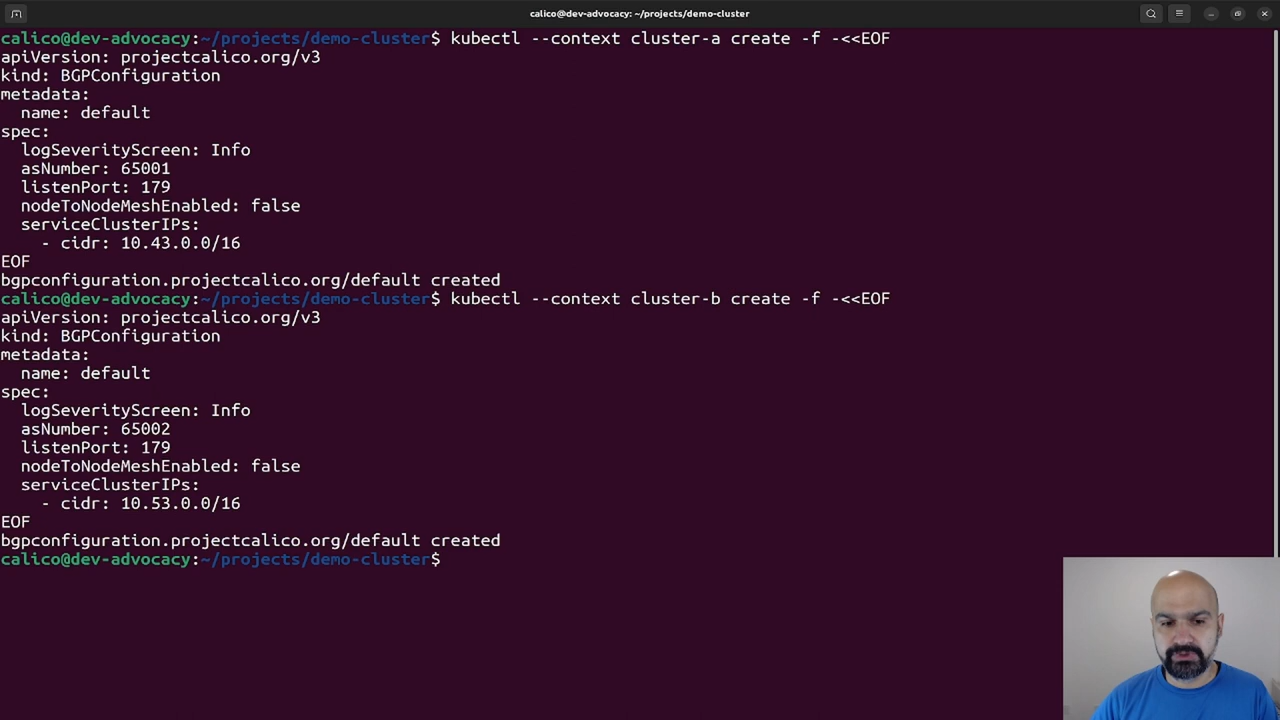 calico@dev-advocacy: ~/projects/demo-cluster
calico@dev-advocacy:~/projects/demo-cluster$ kubectl --context cluster-a create -f -<<EOF
apiVersion: projectcalico.org/v3
kind: BGPConfiguration
metadata:
  name: default
spec:
  logSeverityScreen: Info
  asNumber: 65001
  listenPort: 179
  nodeToNodeMeshEnabled: false
  serviceClusterIPs:
    - cidr: 10.43.0.0/16
EOF
bgpconfiguration.projectcalico.org/default created
calico@dev-advocacy:~/projects/demo-cluster$ kubectl --context cluster-b create -f -<<EOF
apiVersion: projectcalico.org/v3
kind: BGPConfiguration
metadata:
  name: default
spec:
  logSeverityScreen: Info
  asNumber: 65002
  listenPort: 179
  nodeToNodeMeshEnabled: false
  serviceClusterIPs:
    - cidr: 10.53.0.0/16
EOF
bgpconfiguration.projectcalico.org/default created
calico@dev-advocacy:~/projects/demo-cluster$